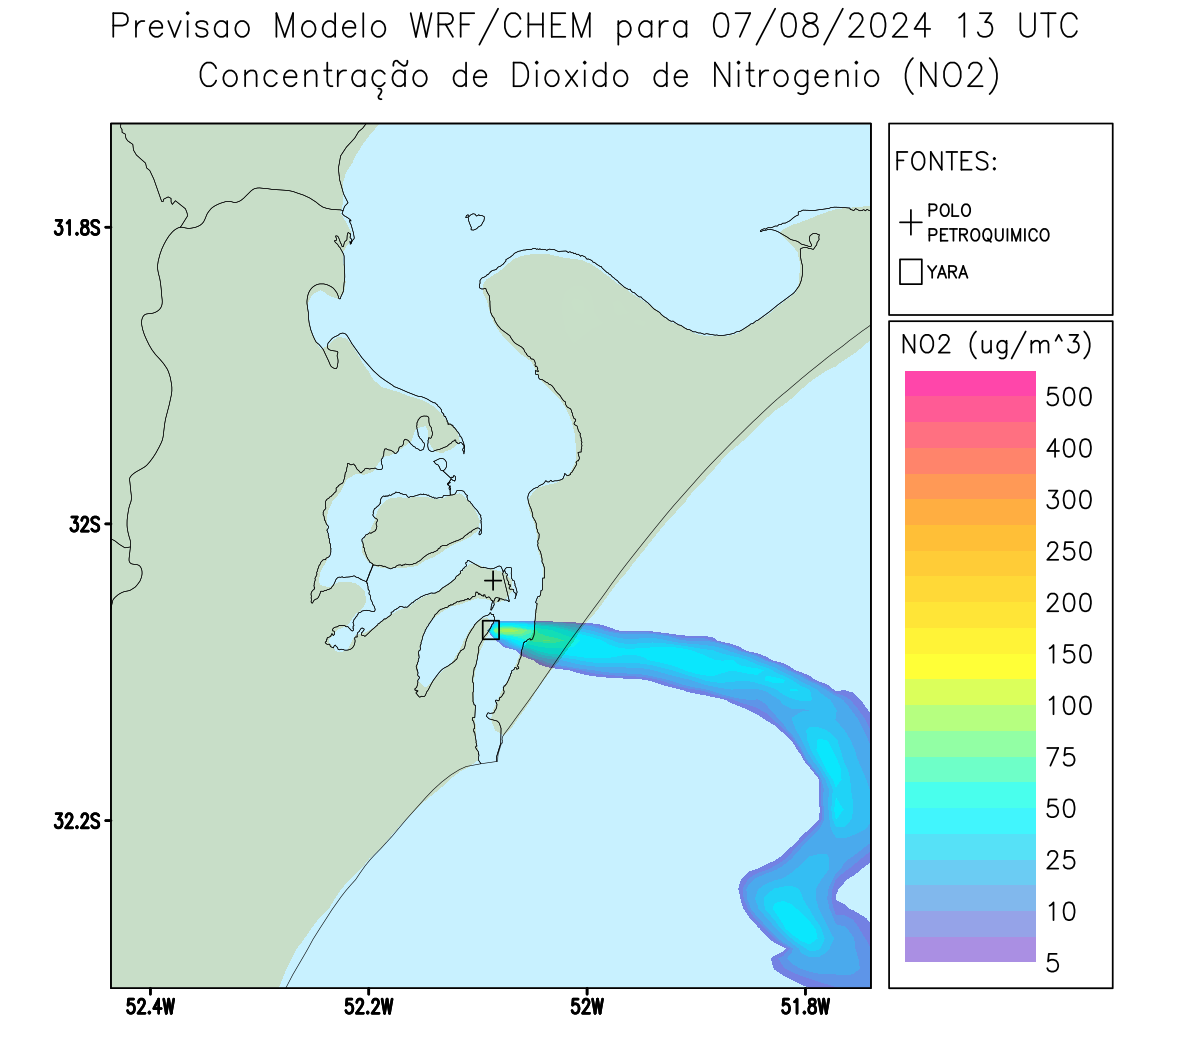 Previsao Modelo WRF/CHEM para 07/08/2024 13 UTC
Concentração de Dioxido de Nitrogenio (NO2)
FONTES:
POLO
PETROQUIMICO
YARA
NO2 (ug/m^3)
500
400
300
250
200
150
100
75
50
25
10
5
31.8S
32S
32.2S
52.4W
52.2W
52W
51.8W